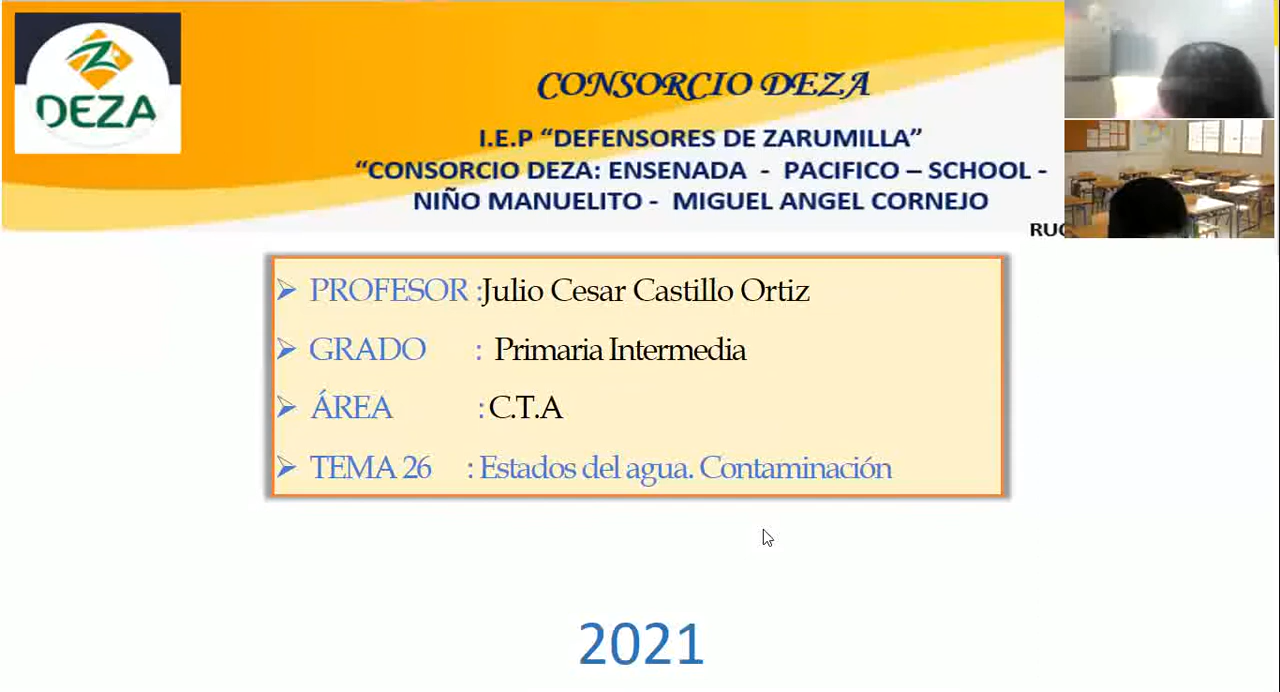 DEZA
CONSORCIO DEZA
I.E.P “DEFENSORES DE ZARUMILLA”
“CONSORCIO DEZA: ENSENADA - PACIFICO – SCHOOL -
NIÑO MANUELITO - MIGUEL ANGEL CORNEJO
RUC
PROFESOR :Julio Cesar Castillo Ortiz
GRADO : Primaria Intermedia
ÁREA : C.T.A
TEMA 26 : Estados del agua. Contaminación
2021